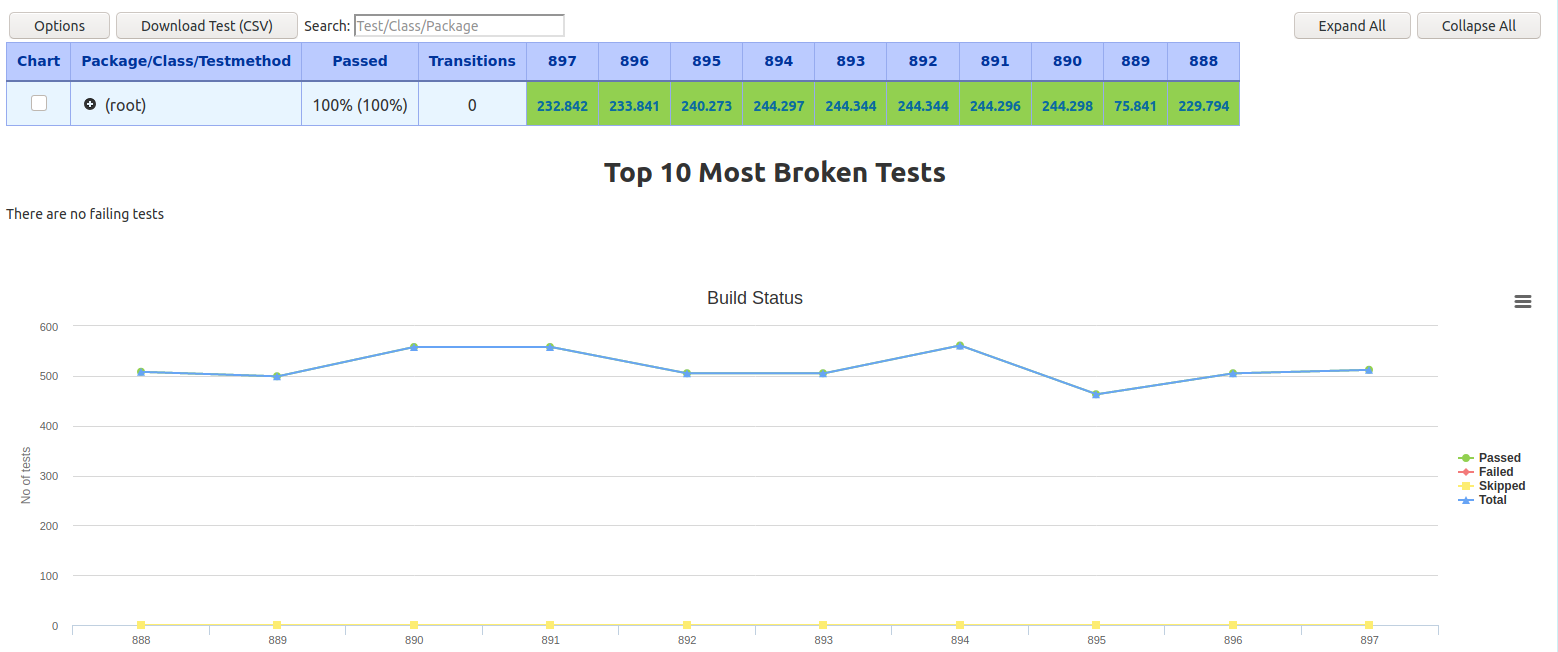 Options Download Test (CSV) Search: Test/Class/Package Expand All Collapse All
Chart Package/Class/Testmethod Passed Transitions 897 896 895 894 893 892 891 890 889 888
(root) 100% (100%) 0 232.842 233.841 240.273 244.297 244.344 244.344 244.296 244.298 75.841 229.794
Top 10 Most Broken Tests
There are no failing tests
Build Status
No of tests
600
500
400
300
200
100
0
888 889 890 891 892 893 894 895 896 897
Passed
Failed
Skipped
Total